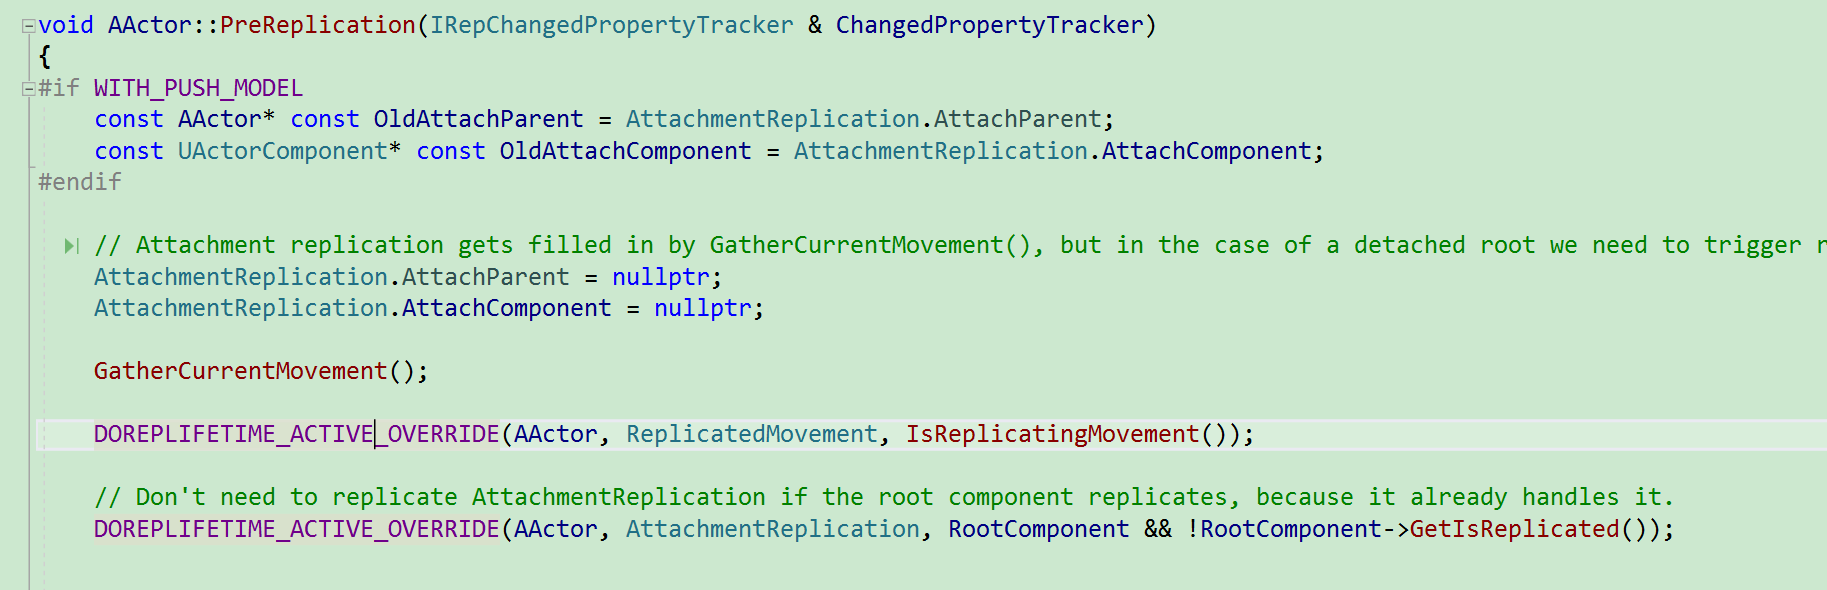 void AActor::PreReplication(IRepChangedPropertyTracker & ChangedPropertyTracker)
{
#if WITH_PUSH_MODEL
const AActor* const OldAttachParent = AttachmentReplication.AttachParent;
const UActorComponent* const OldAttachComponent = AttachmentReplication.AttachComponent;
#endif
// Attachment replication gets filled in by GatherCurrentMovement(), but in the case of a detached root we need to trigger
AttachmentReplication.AttachParent = nullptr;
AttachmentReplication.AttachComponent = nullptr;
GatherCurrentMovement();
DOREPLIFETIME_ACTIVE_OVERRIDE(AActor, ReplicatedMovement, IsReplicatingMovement());
// Don't need to replicate AttachmentReplication if the root component replicates, because it already handles it.
DOREPLIFETIME_ACTIVE_OVERRIDE(AActor, AttachmentReplication, RootComponent && !RootComponent->GetIsReplicated());